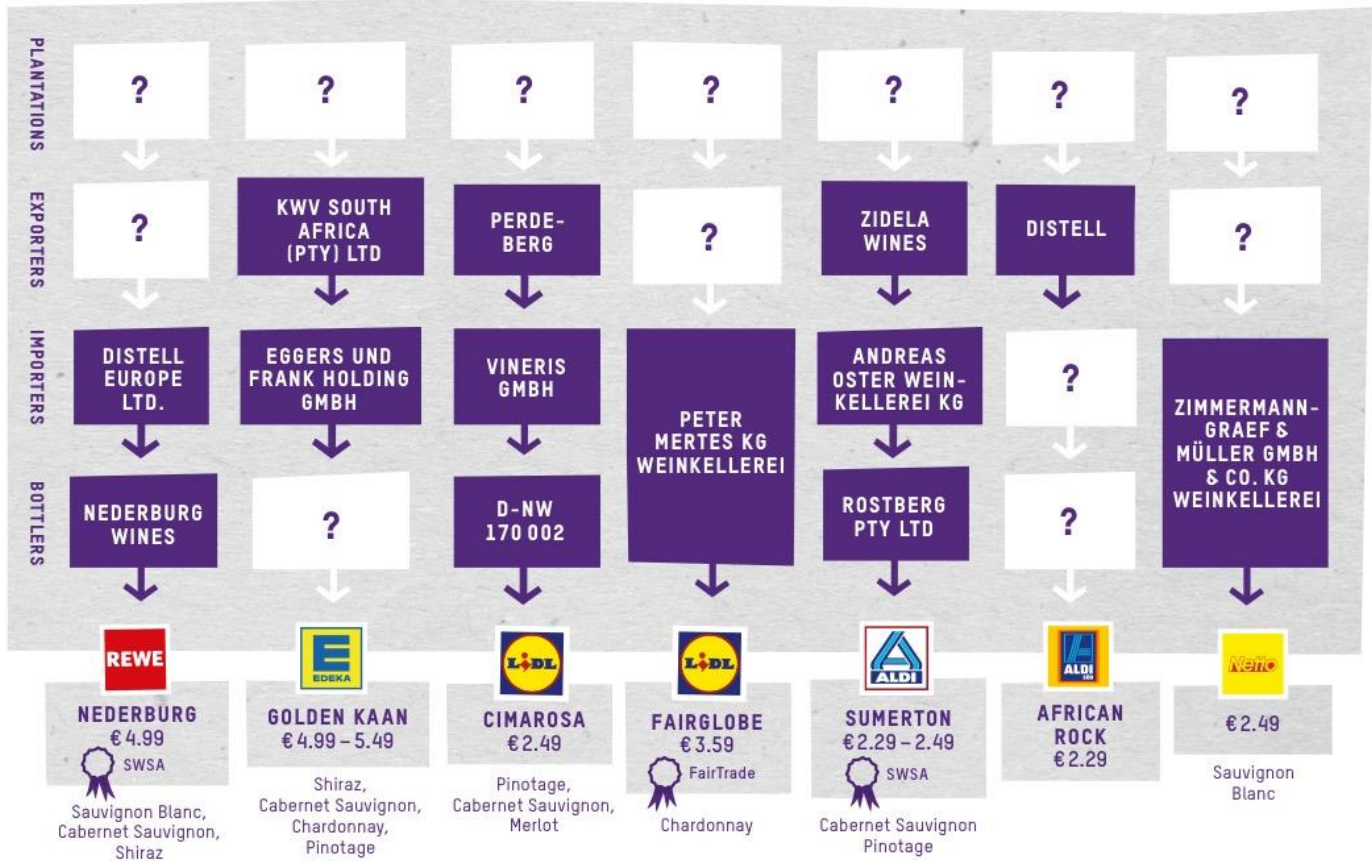 PLANTATIONS
?
?
?
?
?
?
?
EXPORTERS
?
KWV SOUTH
AFRICA
(PTY) LTD
PERDE-
BERG
?
ZIDELA
WINES
DISTELL
?
IMPORTERS
DISTELL
EUROPE
LTD.
EGGERS UND
FRANK HOLDING
GMBH
VINERIS
GMBH
PETER
MERTES KG
WEINKELLEREI
ANDREAS
OSTER WEIN-
KELLEREI KG
?
ZIMMERMANN-
GRAEF &
MÜLLER GMBH
& CO. KG
WEINKELLEREI
BOTTLERS
NEDERBURG
WINES
?
D-NW
170 002
ROSTBERG
PTY LTD
?
REWE
NEDERBURG
€ 4.99
SWSA
Sauvignon Blanc,
Cabernet Sauvignon,
Shiraz
E
EDEKA
GOLDEN KAAN
€ 4.99 – 5.49
Shiraz,
Cabernet Sauvignon,
Chardonnay,
Pinotage
LIDL
CIMAROSA
€ 2.49
Pinotage,
Cabernet Sauvignon,
Merlot
LIDL
FAIRGLOBE
€ 3.59
FairTrade
Chardonnay
ALDI
SUMERTON
€ 2.29 – 2.49
SWSA
Cabernet Sauvignon
Pinotage
ALDI
SÜD
AFRICAN
ROCK
€ 2.29
Netto
€ 2.49
Sauvignon
Blanc